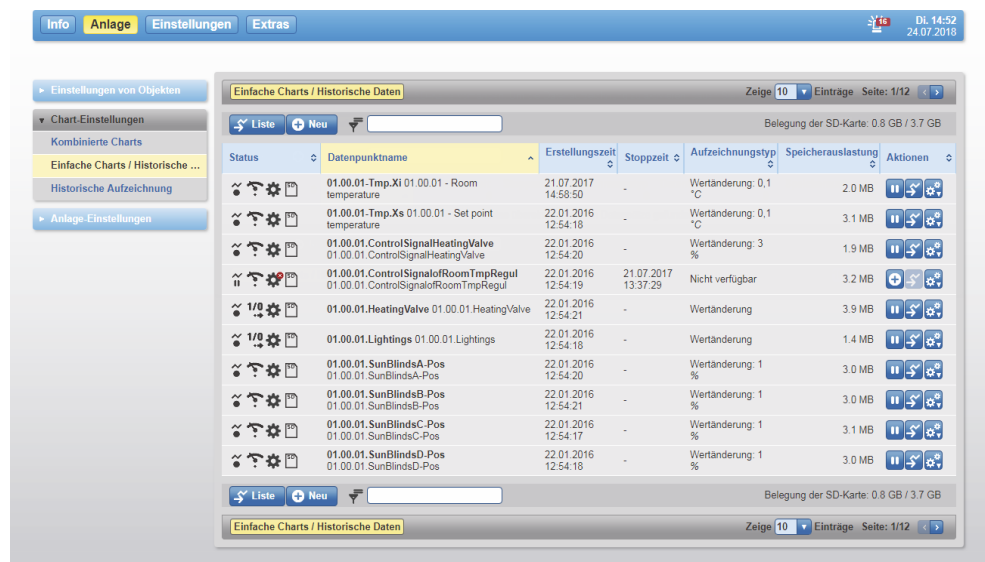 Info Anlage Einstellungen Extras 16 Di. 14:52
24.07.2018
Einstellungen von Objekten
Chart-Einstellungen
Kombinierte Charts
Einfache Charts / Historische ...
Historische Aufzeichnung
Anlage-Einstellungen
Einfache Charts / Historische Daten Zeige 10 Einträge Seite: 1/12
Liste Neu Belegung der SD-Karte: 0.8 GB / 3.7 GB
Status Datenpunktname Erstellungszeit Stoppzeit Aufzeichnungstyp Speicherauslastung Aktionen
01.00.01-Tmp.Xi 01.00.01 - Room temperature 21.07.2017 14:58:50 - Wertänderung: 0,1 °C 2.0 MB
01.00.01-Tmp.Xs 01.00.01 - Set point temperature 22.01.2016 12:54:18 - Wertänderung: 0,1 °C 3.1 MB
01.00.01.ControlSignalHeatingValve 01.00.01.ControlSignalHeatingValve 22.01.2016 12:54:20 - Wertänderung: 3 % 1.9 MB
01.00.01.ControlSignalofRoomTmpRegul 01.00.01.ControlSignalofRoomTmpRegul 22.01.2016 12:54:19 21.07.2017 13:37:29 Nicht verfügbar 3.2 MB
1/0 01.00.01.HeatingValve 01.00.01.HeatingValve 22.01.2016 12:54:21 - Wertänderung 3.9 MB
1/0 01.00.01.Lightings 01.00.01.Lightings 22.01.2016 12:54:18 - Wertänderung 1.4 MB
01.00.01.SunBlindsA-Pos 01.00.01.SunBlindsA-Pos 22.01.2016 12:54:20 - Wertänderung: 1 % 3.0 MB
01.00.01.SunBlindsB-Pos 01.00.01.SunBlindsB-Pos 22.01.2016 12:54:21 - Wertänderung: 1 % 3.0 MB
01.00.01.SunBlindsC-Pos 01.00.01.SunBlindsC-Pos 22.01.2016 12:54:17 - Wertänderung: 1 % 3.1 MB
01.00.01.SunBlindsD-Pos 01.00.01.SunBlindsD-Pos 22.01.2016 12:54:18 - Wertänderung: 1 % 3.0 MB
Liste Neu Belegung der SD-Karte: 0.8 GB / 3.7 GB
Einfache Charts / Historische Daten Zeige 10 Einträge Seite: 1/12